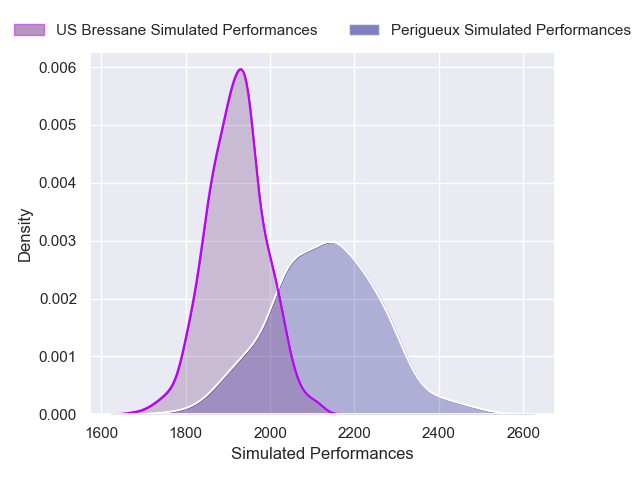 US Bressane Simulated Performances Perigueux Simulated Performances
0.006
0.005
0.004
0.003
0.002
0.001
0.000
Density
1600 1800 2000 2200 2400 2600
Simulated Performances